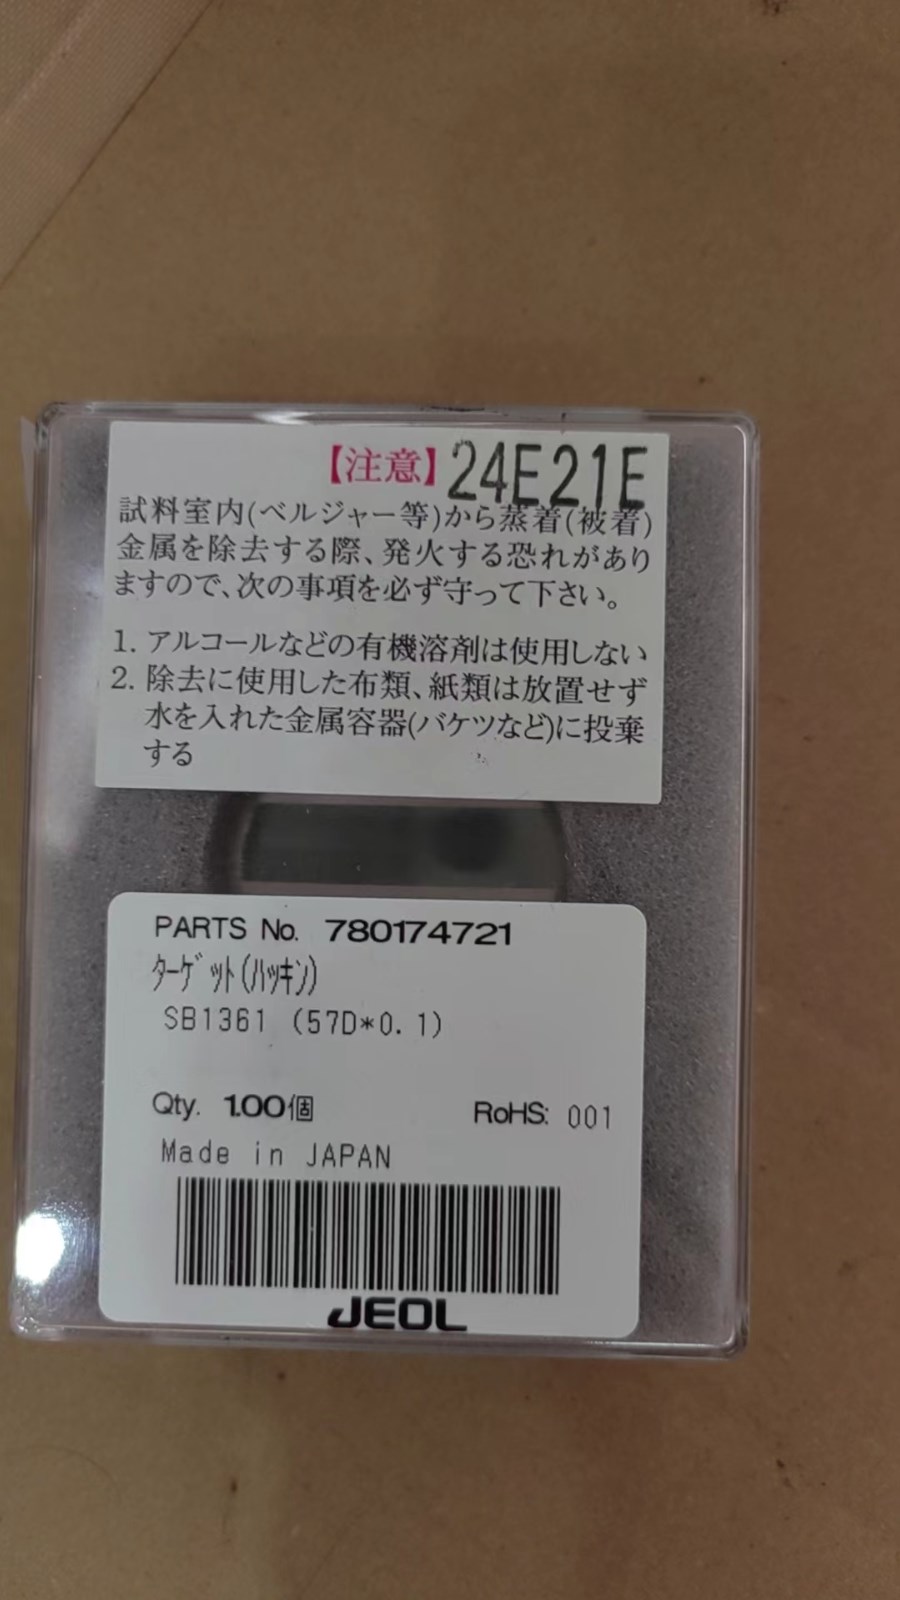 【注意】24E21E
試料室内(ベルジャー等)から蒸着(被着)
金属を除去する際、発火する恐れがあり
ますので、次の事項を必ず守って下さい。
1. アルコールなどの有機溶剤は使用しない
2. 除去に使用した布類、紙類は放置せず
水を入れた金属容器(バケツなど)に投棄
する
PARTS No. 780174721
ﾀｰｹﾞｯﾄ(ﾊｯｷﾝ)
SB1361 (57D*0.1)
Qty. 1.00個 RoHS: 001
Made in JAPAN
JEOL